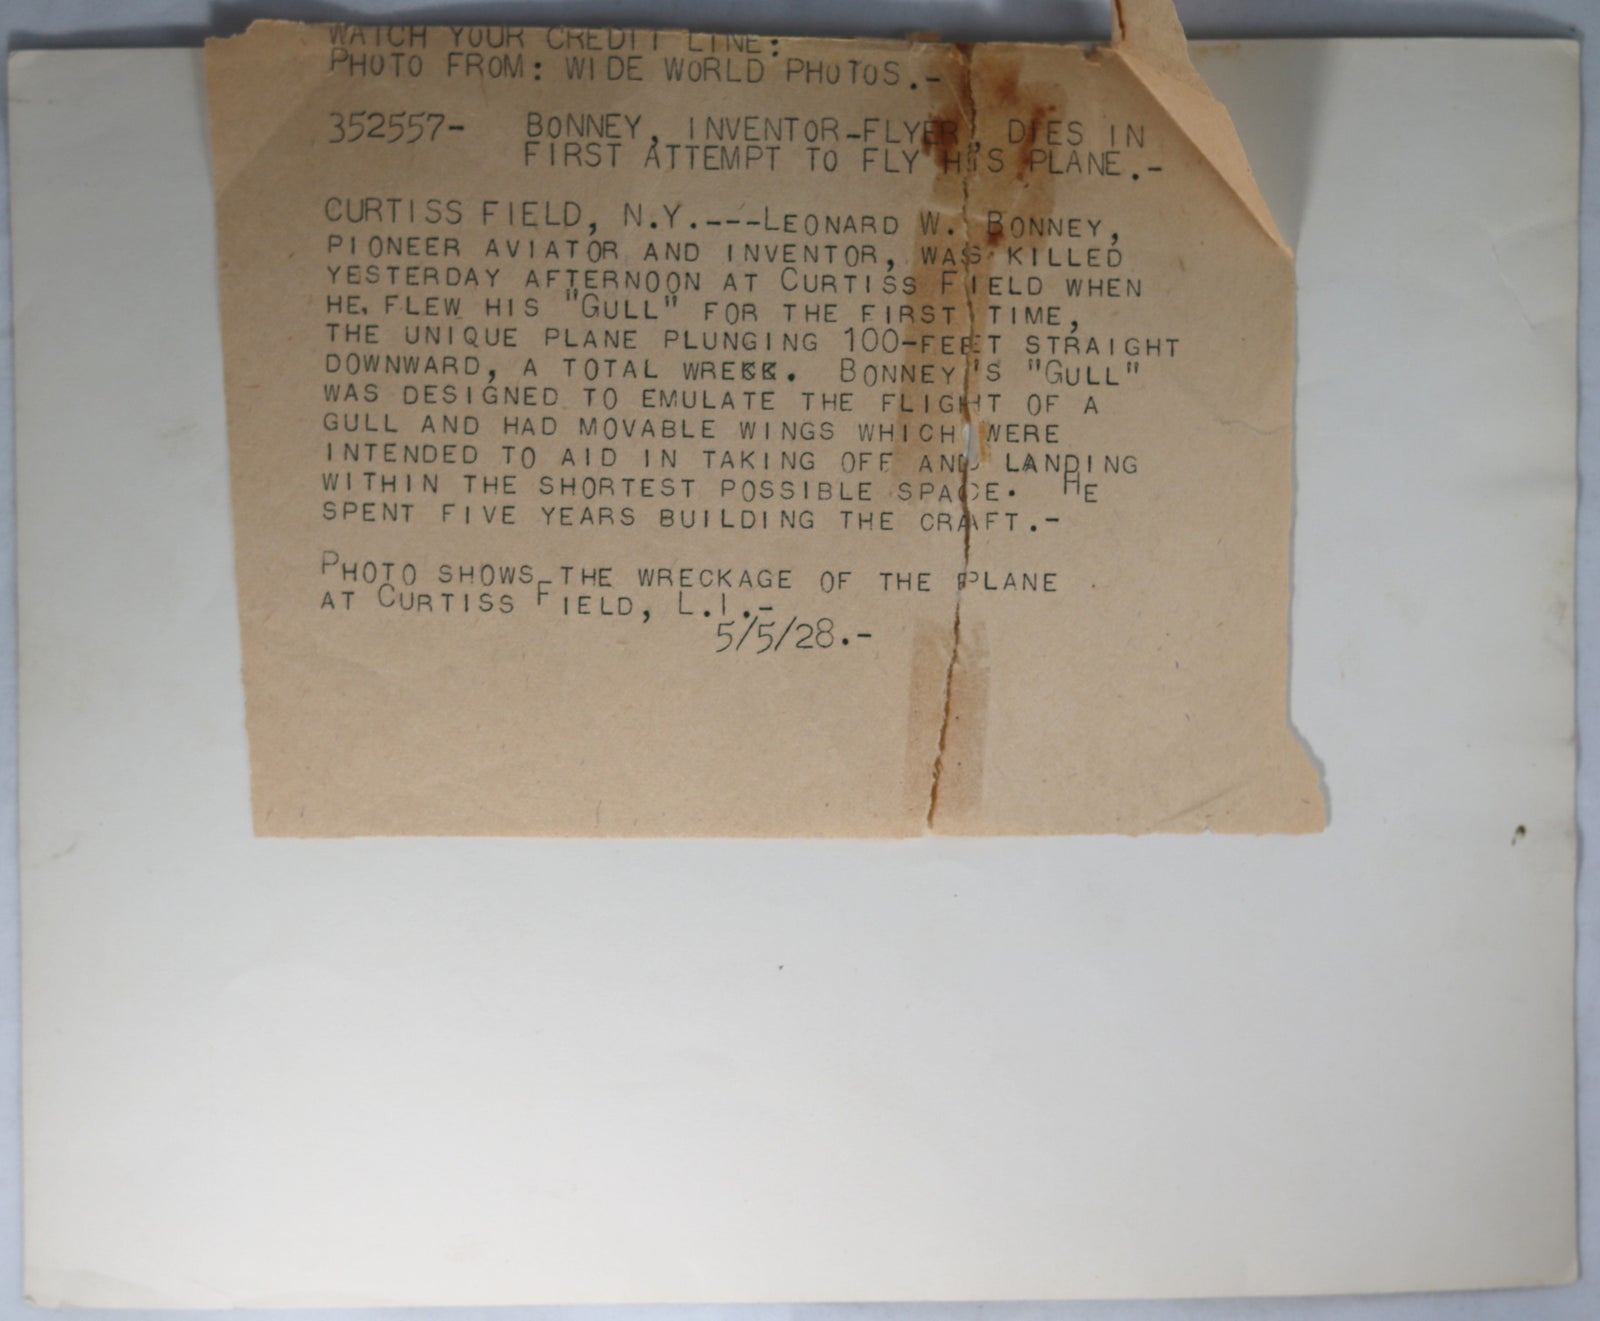 WATCH YOUR CREDIT LINE:
PHOTO FROM: WIDE WORLD PHOTOS.-
352557- BONNEY, INVENTOR-FLYER, DIES IN
FIRST ATTEMPT TO FLY HIS PLANE.-
CURTISS FIELD, N.Y.---LEONARD W. BONNEY,
PIONEER AVIATOR AND INVENTOR, WAS KILLED
YESTERDAY AFTERNOON AT CURTISS FIELD WHEN
HE. FLEW HIS "GULL" FOR THE FIRST TIME,
THE UNIQUE PLANE PLUNGING 100-FEET STRAIGHT
DOWNWARD, A TOTAL WRECK. BONNEY'S "GULL"
WAS DESIGNED TO EMULATE THE FLIGHT OF A
GULL AND HAD MOVABLE WINGS WHICH WERE
INTENDED TO AID IN TAKING OFF AND LANDING
WITHIN THE SHORTEST POSSIBLE SPACE. HE
SPENT FIVE YEARS BUILDING THE CRAFT.-
PHOTO SHOWS THE WRECKAGE OF THE PLANE
AT CURTISS FIELD, L.I.-
5/5/28.-